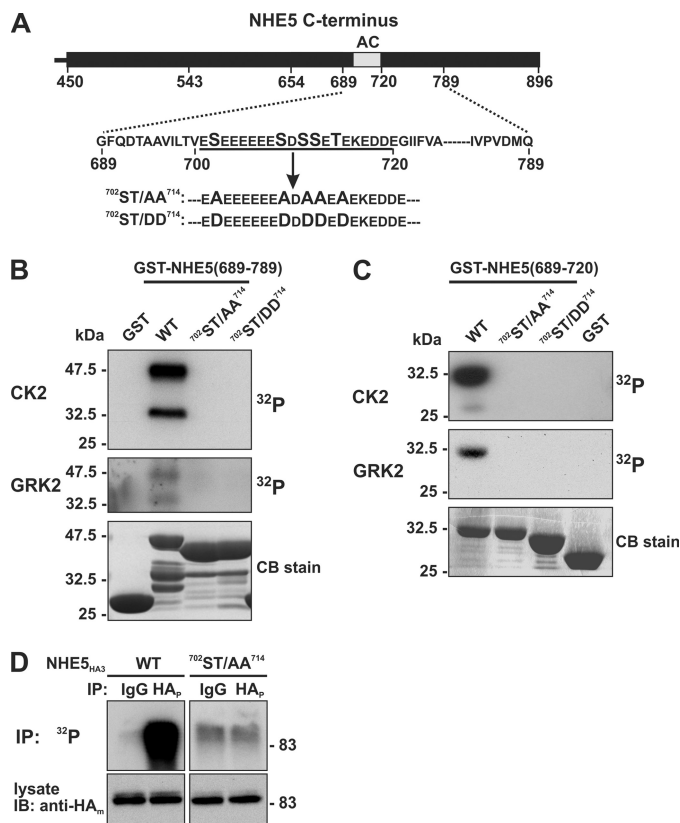 A
NHE5 C-terminus
AC
450 543 654 689 720 789 896
GFQDTAAVILTVESEEEEEESDSSETEKEDDEGIIFVA------IVPVDMQ
689 700 720 789
702ST/AA714: ---EAEEEEEEADAAEAEKEDDE---
702ST/DD714: ---EDEEEEEEDDDDEDEKEDDE---
B
GST-NHE5(689-789)
kDa GST WT 702ST/AA714 702ST/DD714
CK2
47.5 -
32.5 -
25 -
32P
GRK2
47.5 -
32.5 -
32P
47.5 -
32.5 -
25 -
CB stain
C
GST-NHE5(689-720)
kDa WT 702ST/AA714 702ST/DD714 GST
CK2
32.5 -
25 -
32P
GRK2
32.5 -
25 -
32P
32.5 -
25 -
CB stain
D
NHE5HA3 WT 702ST/AA714
IP: IgG HAP IgG HAP
IP: 32P
- 83
lysate
IB: anti-HAm
- 83